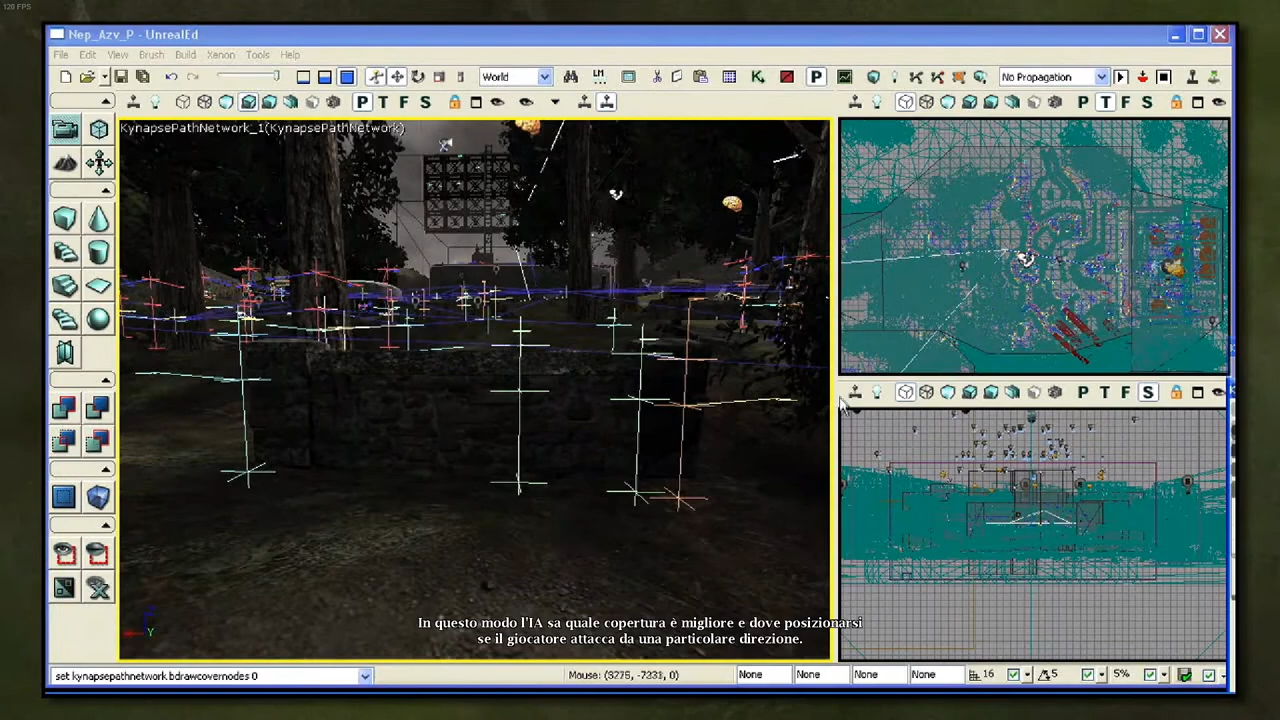 120 FPS
Nep_Azv_P - UnrealEd
File Edit View Brush Build Xenon Tools Help
World
LM
P
No Propagation
P T F S
P T F S
KynapsePathNetwork_1(KynapsePathNetwork)
P T F S
Y
In questo modo l'IA sa quale copertura è migliore e dove posizionarsi
se il giocatore attacca da una particolare direzione.
set kynapsepathnetwork bdrawcovernodes 0
Mouse: (3275, -7331, 0)
None None None None
16 5 5%